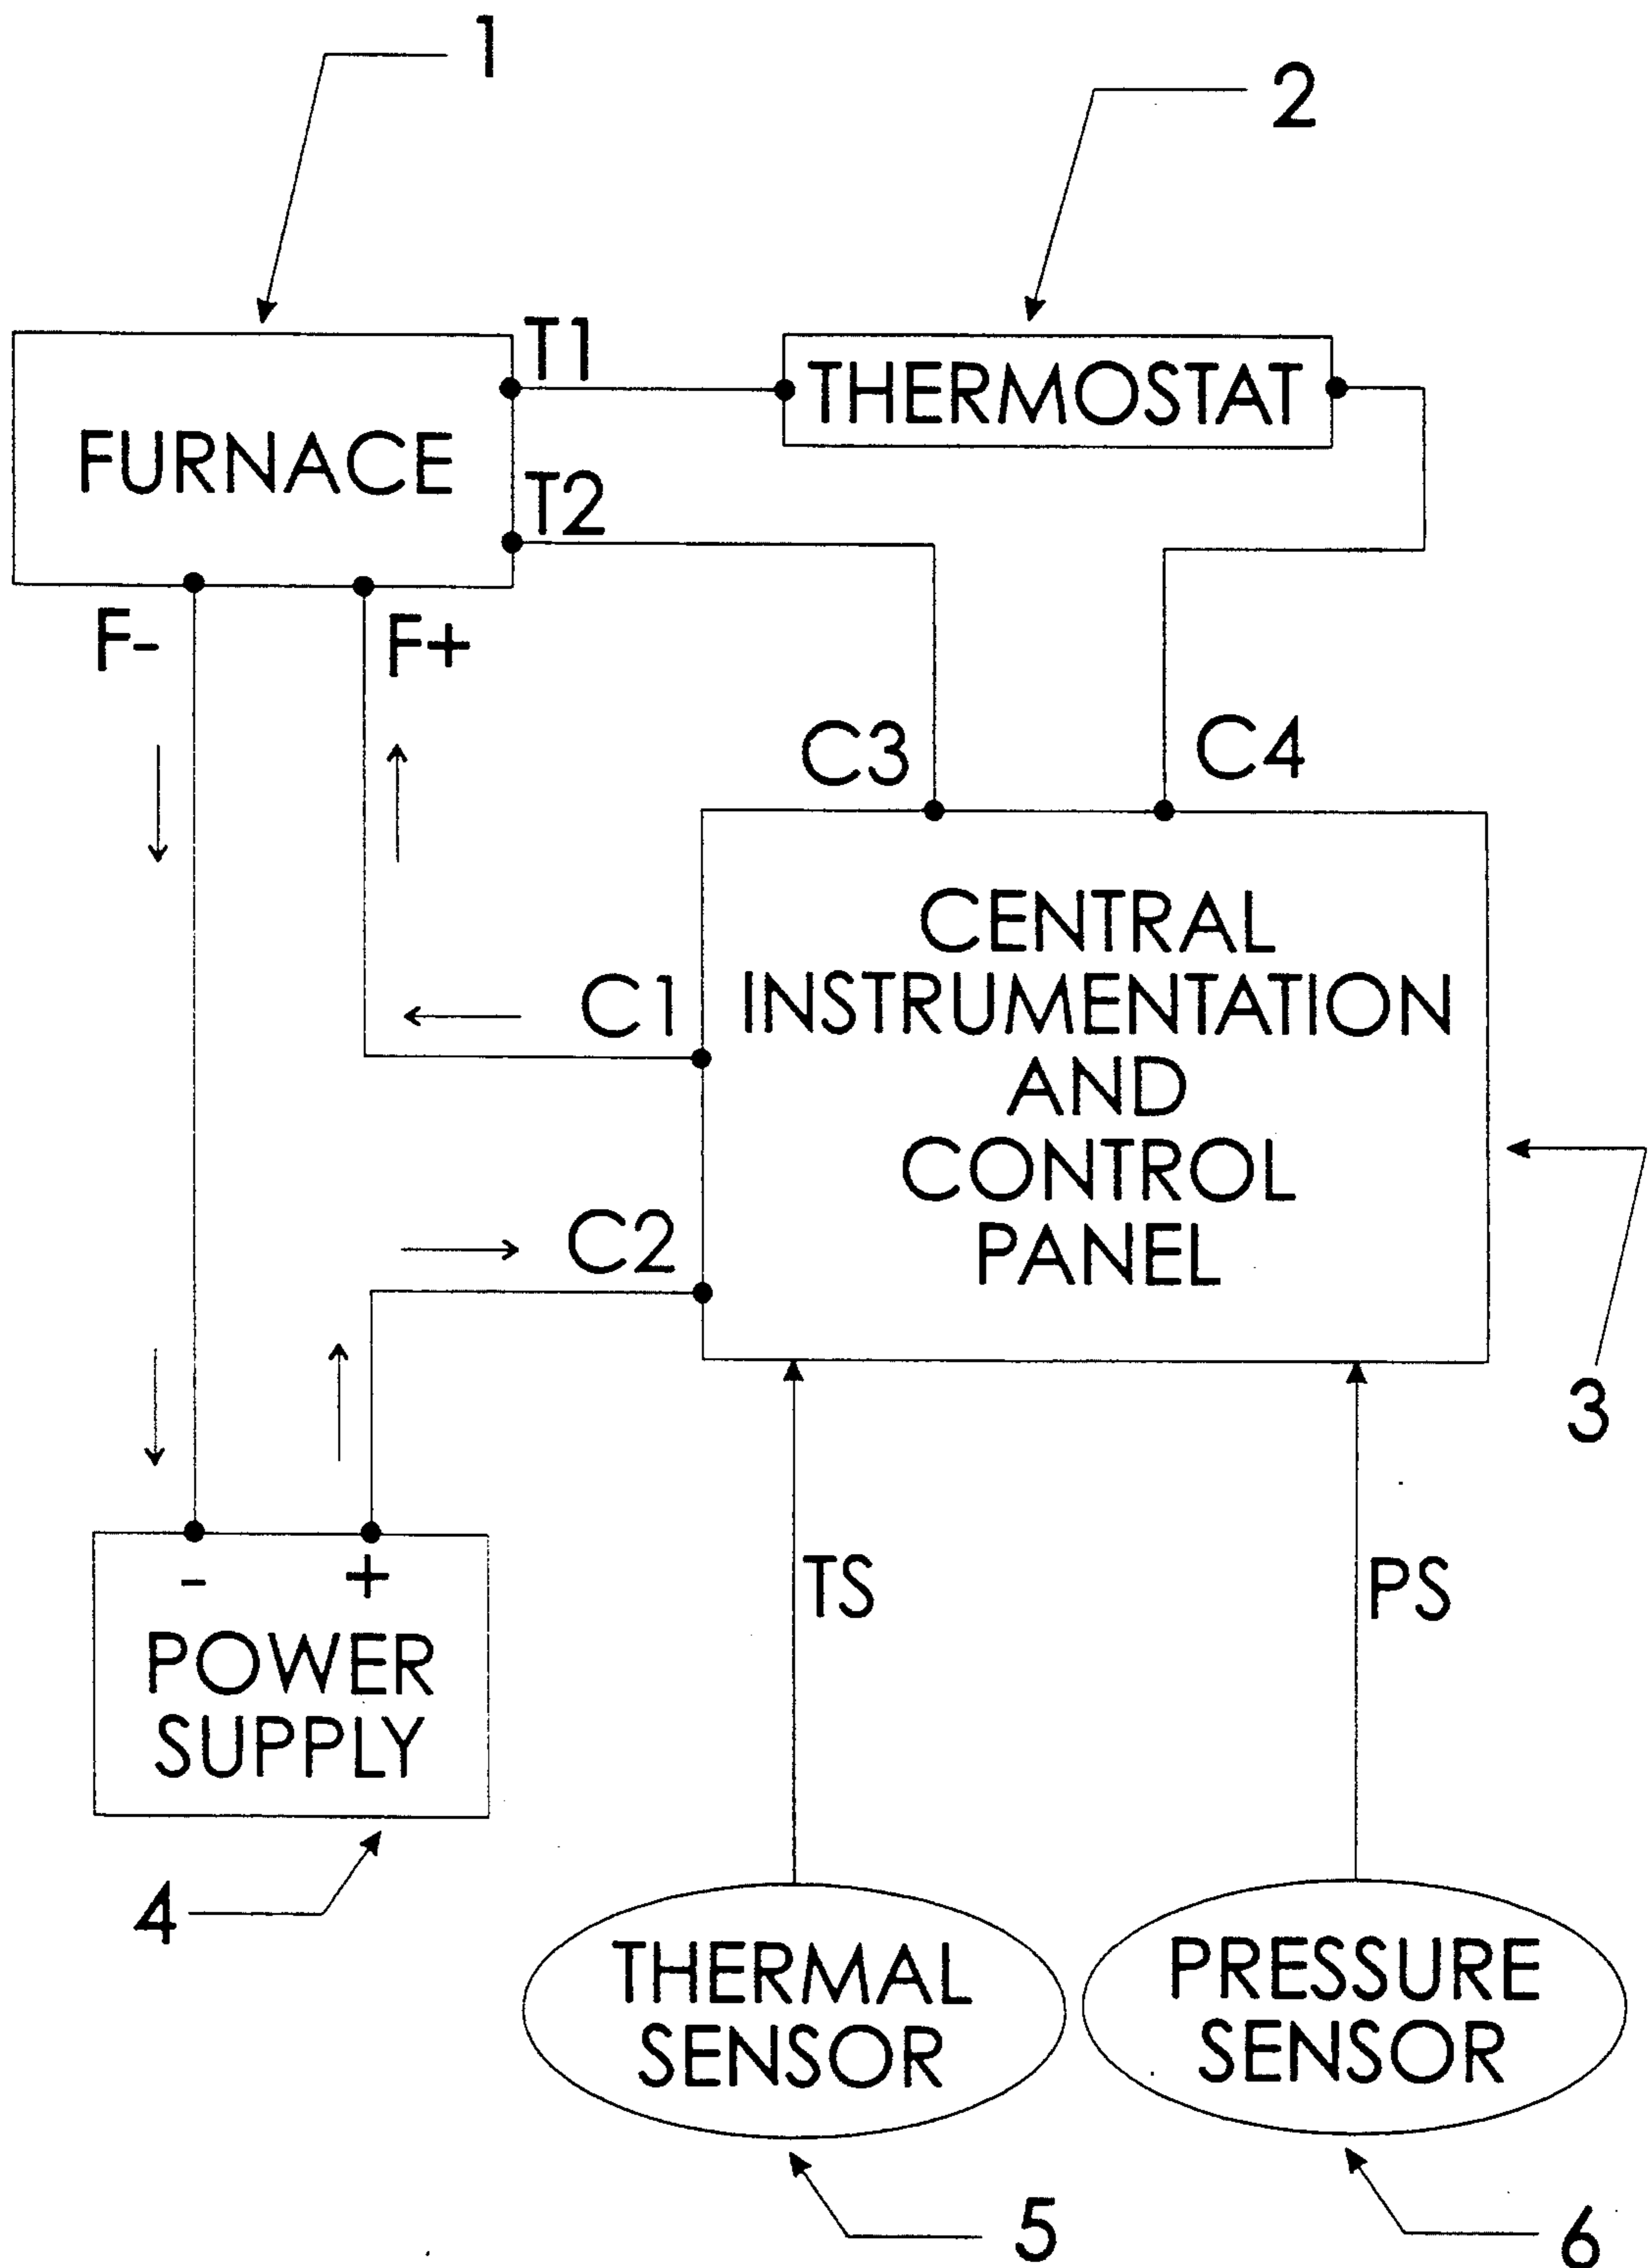 1
2
T1
THERMOSTAT
FURNACE
T2
F-
F+
C3
C4
CENTRAL
INSTRUMENTATION
AND
CONTROL
PANEL
C1
C2
3
- +
POWER
SUPPLY
TS
PS
4
THERMAL
SENSOR
PRESSURE
SENSOR
5
6